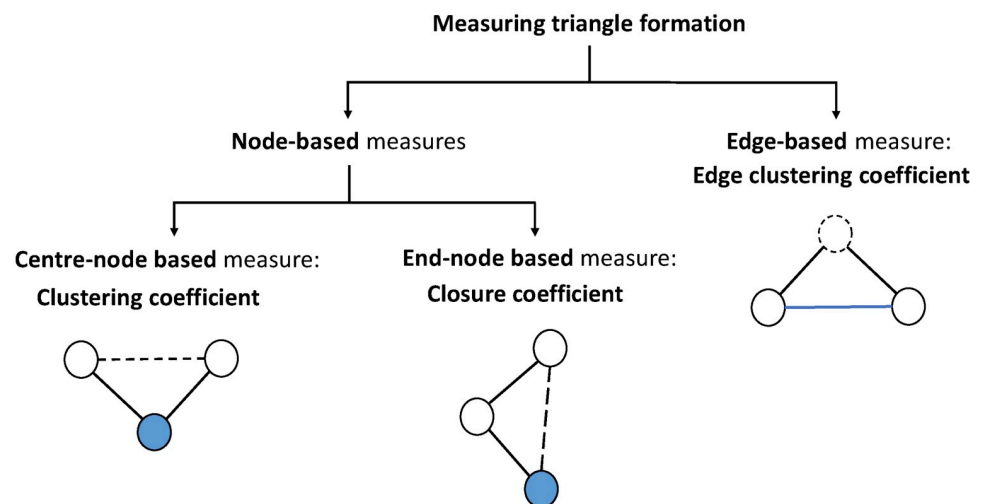 Measuring triangle formation
Node-based measures
Edge-based measure:
Edge clustering coefficient
Centre-node based measure:
Clustering coefficient
End-node based measure:
Closure coefficient